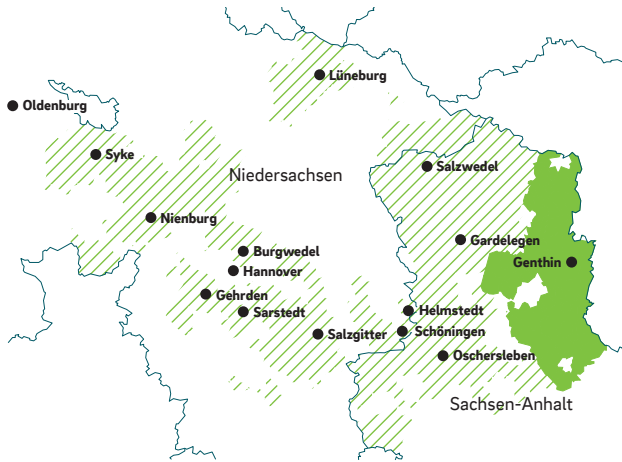 Lüneburg
Oldenburg
Syke
Salzwedel
Niedersachsen
Nienburg
Gardelegen
Burgwedel
Genthin
Hannover
Gehrden
Helmstedt
Sarstedt
Schöningen
Salzgitter
Oschersleben
Sachsen-Anhalt